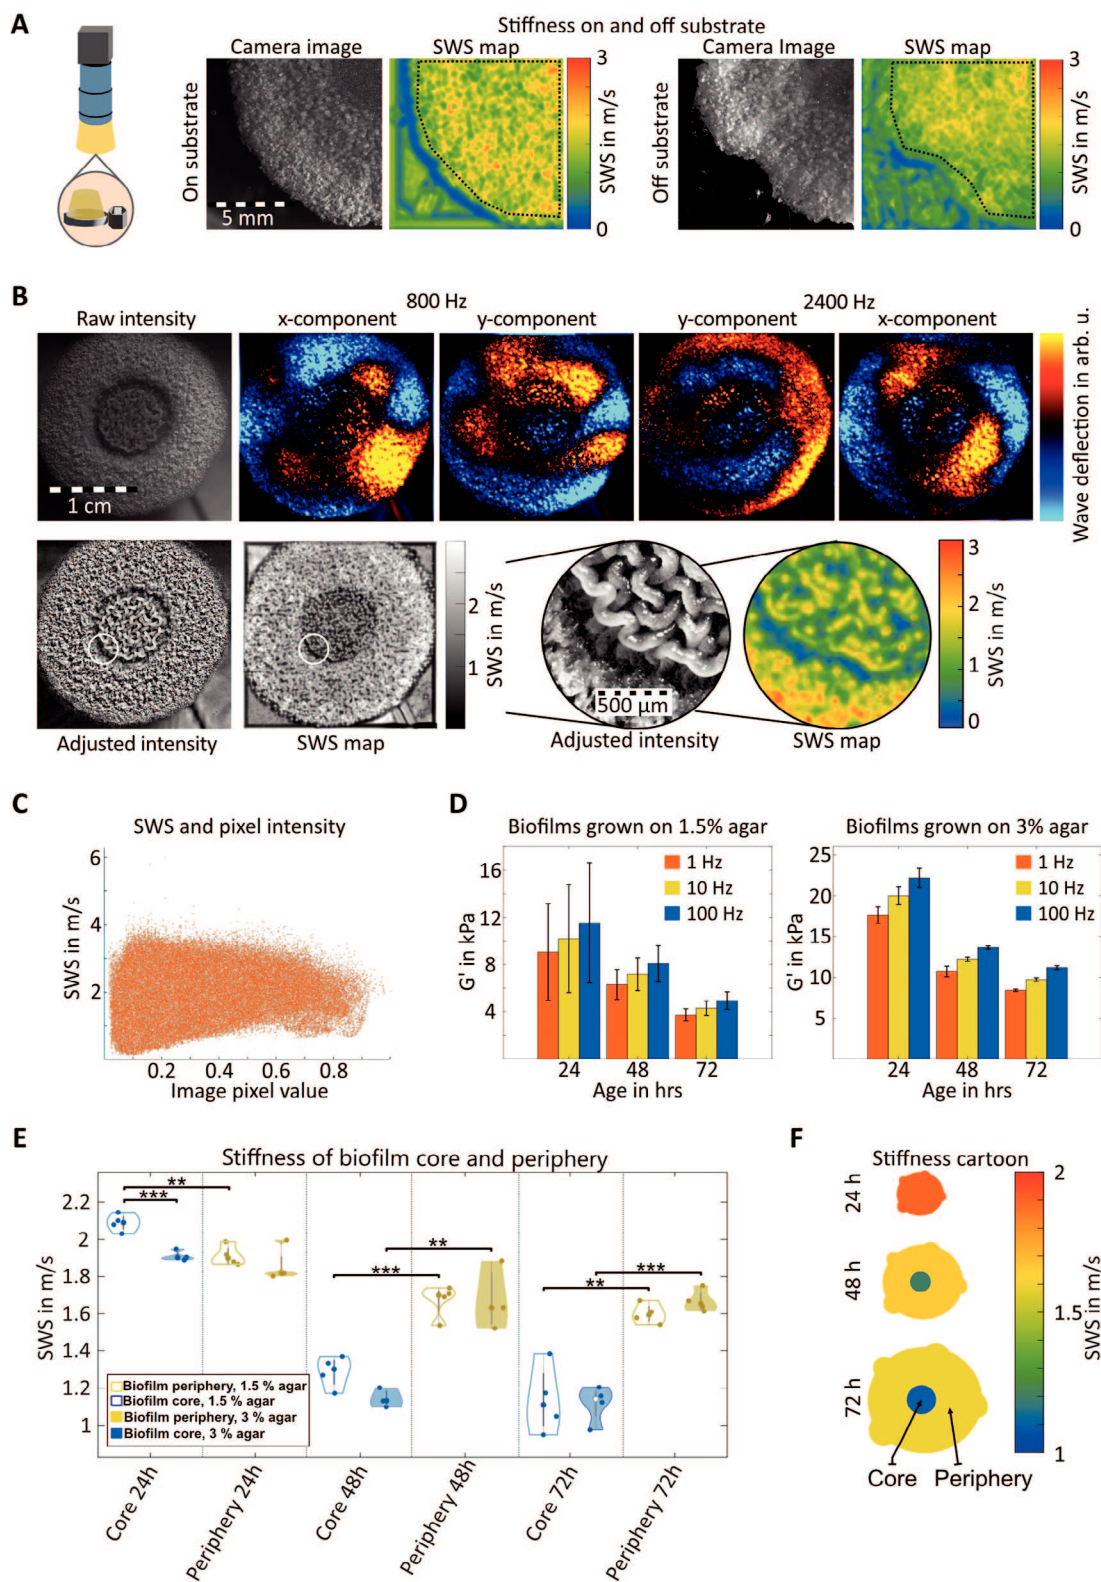 A
Stiffness on and off substrate
Camera image
SWS map
Camera Image
SWS map
On substrate
5 mm
3
SWS in m/s
0
Off substrate
3
SWS in m/s
0
B
800 Hz
2400 Hz
Raw intensity
x-component
y-component
y-component
x-component
1 cm
Wave deflection in arb. u.
2
1
SWS in m/s
500 µm
3
2
1
0
SWS in m/s
Adjusted intensity
SWS map
Adjusted intensity
SWS map
C
SWS and pixel intensity
SWS in m/s
6
4
2
0.2
0.4
0.6
0.8
Image pixel value
D
Biofilms grown on 1.5% agar
G' in kPa
16
12
8
4
1 Hz
10 Hz
100 Hz
24
48
72
Age in hrs
Biofilms grown on 3% agar
G' in kPa
25
20
15
10
5
1 Hz
10 Hz
100 Hz
24
48
72
Age in hrs
E
Stiffness of biofilm core and periphery
SWS in m/s
2.2
2
1.8
1.6
1.4
1.2
1
**
***
**
***
***
**
Biofilm periphery, 1.5 % agar
Biofilm core, 1.5 % agar
Biofilm periphery, 3 % agar
Biofilm core, 3 % agar
Core 24h
Periphery 24h
Core 48h
Periphery 48h
Core 72h
Periphery 72h
F
Stiffness cartoon
24 h
48 h
72 h
Core
Periphery
2
1.5
1
SWS in m/s